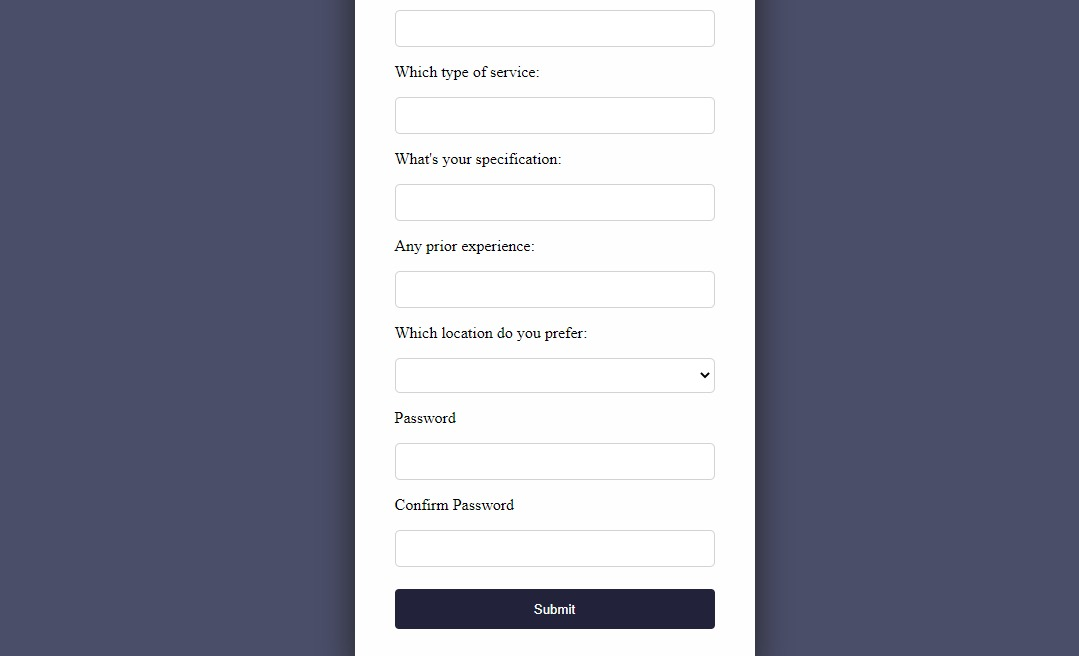 Which type of service:
What's your specification:
Any prior experience:
Which location do you prefer:
Password
Confirm Password
Submit